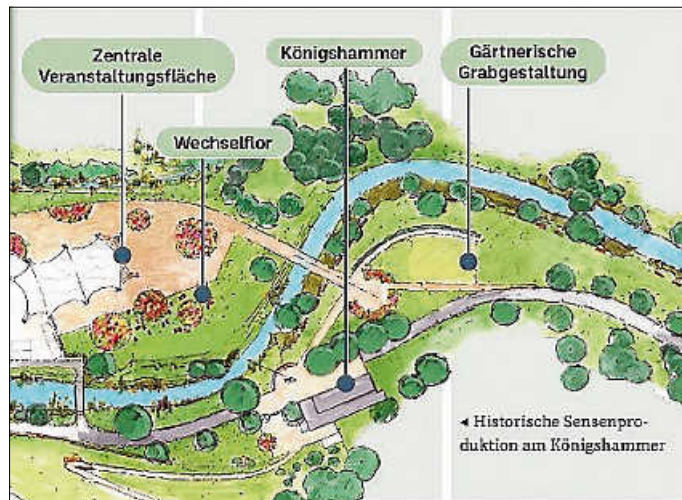 Zentrale
Veranstaltungsfläche
Königshammer
Gärtnerische
Grabgestaltung
Wechselflor
◂ Historische Sensenpro-
duktion am Königshammer